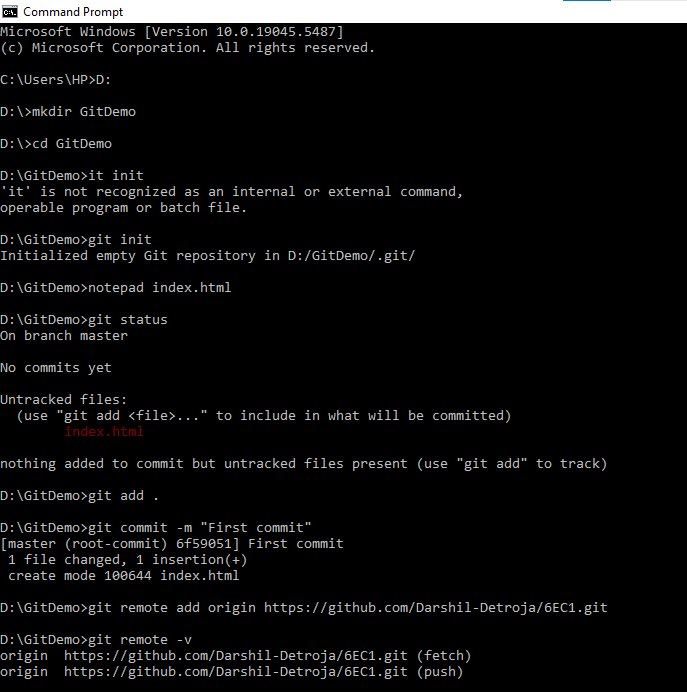 Command Prompt
Microsoft Windows [Version 10.0.19045.5487]
(c) Microsoft Corporation. All rights reserved.
C:\Users\HP>D:
D:\>mkdir GitDemo
D:\>cd GitDemo
D:\GitDemo>it init
'it' is not recognized as an internal or external command,
operable program or batch file.
D:\GitDemo>git init
Initialized empty Git repository in D:/GitDemo/.git/
D:\GitDemo>notepad index.html
D:\GitDemo>git status
On branch master
No commits yet
Untracked files:
(use "git add <file>..." to include in what will be committed)
index.html
nothing added to commit but untracked files present (use "git add" to track)
D:\GitDemo>git add .
D:\GitDemo>git commit -m "First commit"
[master (root-commit) 6f59051] First commit
1 file changed, 1 insertion(+)
create mode 100644 index.html
D:\GitDemo>git remote add origin https://github.com/Darshil-Detroja/6EC1.git
D:\GitDemo>git remote -v
origin  https://github.com/Darshil-Detroja/6EC1.git (fetch)
origin  https://github.com/Darshil-Detroja/6EC1.git (push)